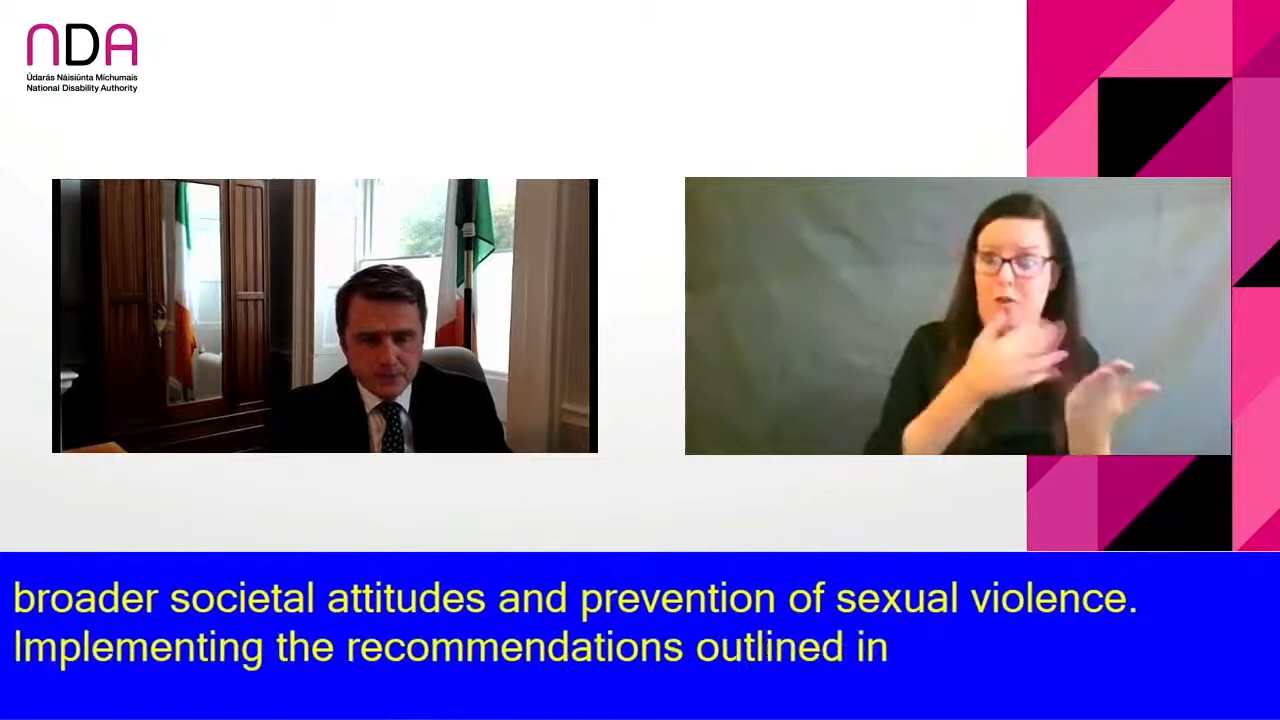 NDA
Údarás Náisiúnta Míchumais
National Disability Authority
broader societal attitudes and prevention of sexual violence.
Implementing the recommendations outlined in